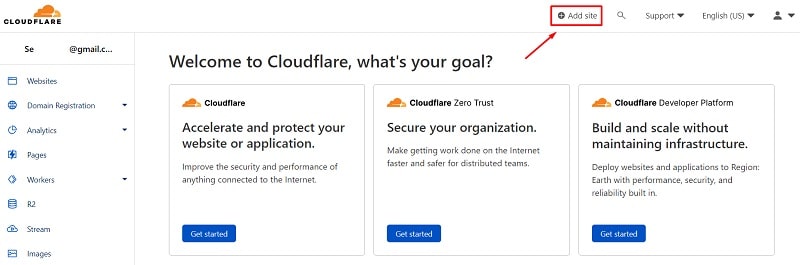 CLOUDFLARE
Add site
Support
English (US)
Se @gmail.c...
Websites
Domain Registration
Analytics
Pages
Workers
R2
Stream
Images
Welcome to Cloudflare, what's your goal?
Cloudflare
Accelerate and protect your
website or application.
Improve the security and performance of
anything connected to the Internet.
Get started
Cloudflare Zero Trust
Secure your organization.
Make getting work done on the Internet
faster and safer for distributed teams.
Get started
Cloudflare Developer Platform
Build and scale without
maintaining infrastructure.
Deploy websites and applications to Region:
Earth with performance, security, and
reliability built in.
Get started